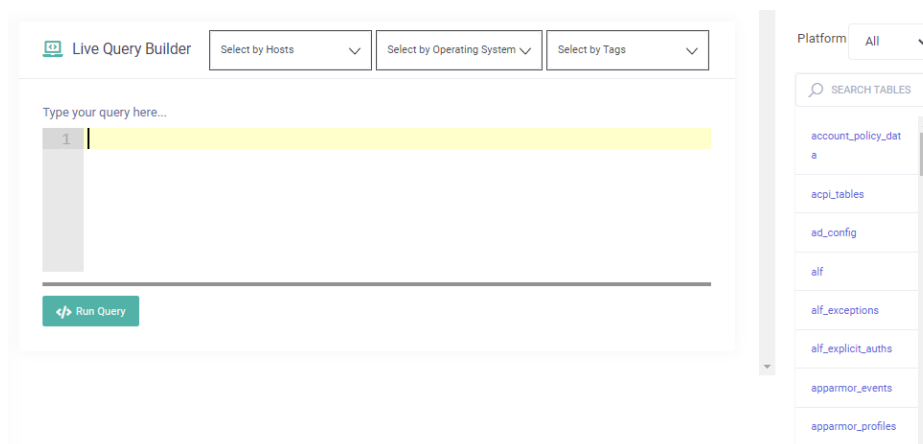 Live Query Builder
Select by Hosts
Select by Operating System
Select by Tags
Type your query here...
1
Run Query
Platform
All
SEARCH TABLES
account_policy_dat
a
acpi_tables
ad_config
alf
alf_exceptions
alf_explicit_auths
apparmor_events
apparmor_profiles